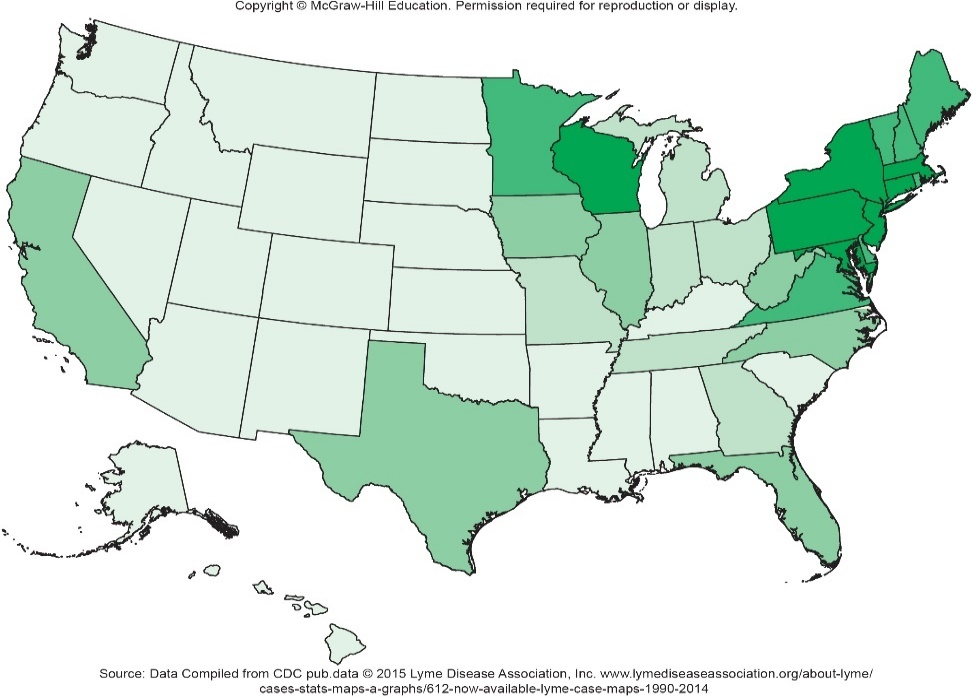 Copyright © McGraw-Hill Education. Permission required for reproduction or display.
Source: Data Compiled from CDC pub.data © 2015 Lyme Disease Association, Inc. www.lymediseaseassociation.org/about-lyme/
cases-stats-maps-a-graphs/612-now-available-lyme-case-maps-1990-2014